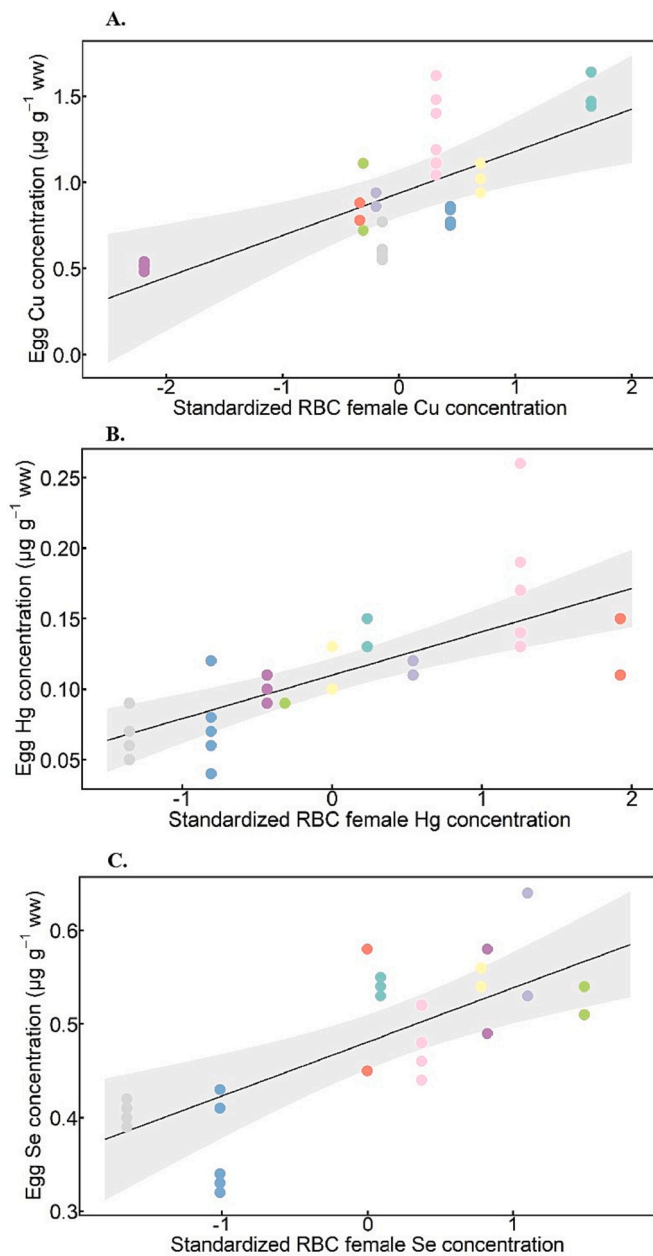 A.
Egg Cu concentration (µg g⁻¹ ww)
1.5
1.0
0.5
0.0
-2 -1 0 1 2
Standardized RBC female Cu concentration
B.
Egg Hg concentration (µg g⁻¹ ww)
0.25
0.20
0.15
0.10
0.05
-1 0 1 2
Standardized RBC female Hg concentration
C.
Egg Se concentration (µg g⁻¹ ww)
0.6
0.5
0.4
0.3
-1 0 1
Standardized RBC female Se concentration